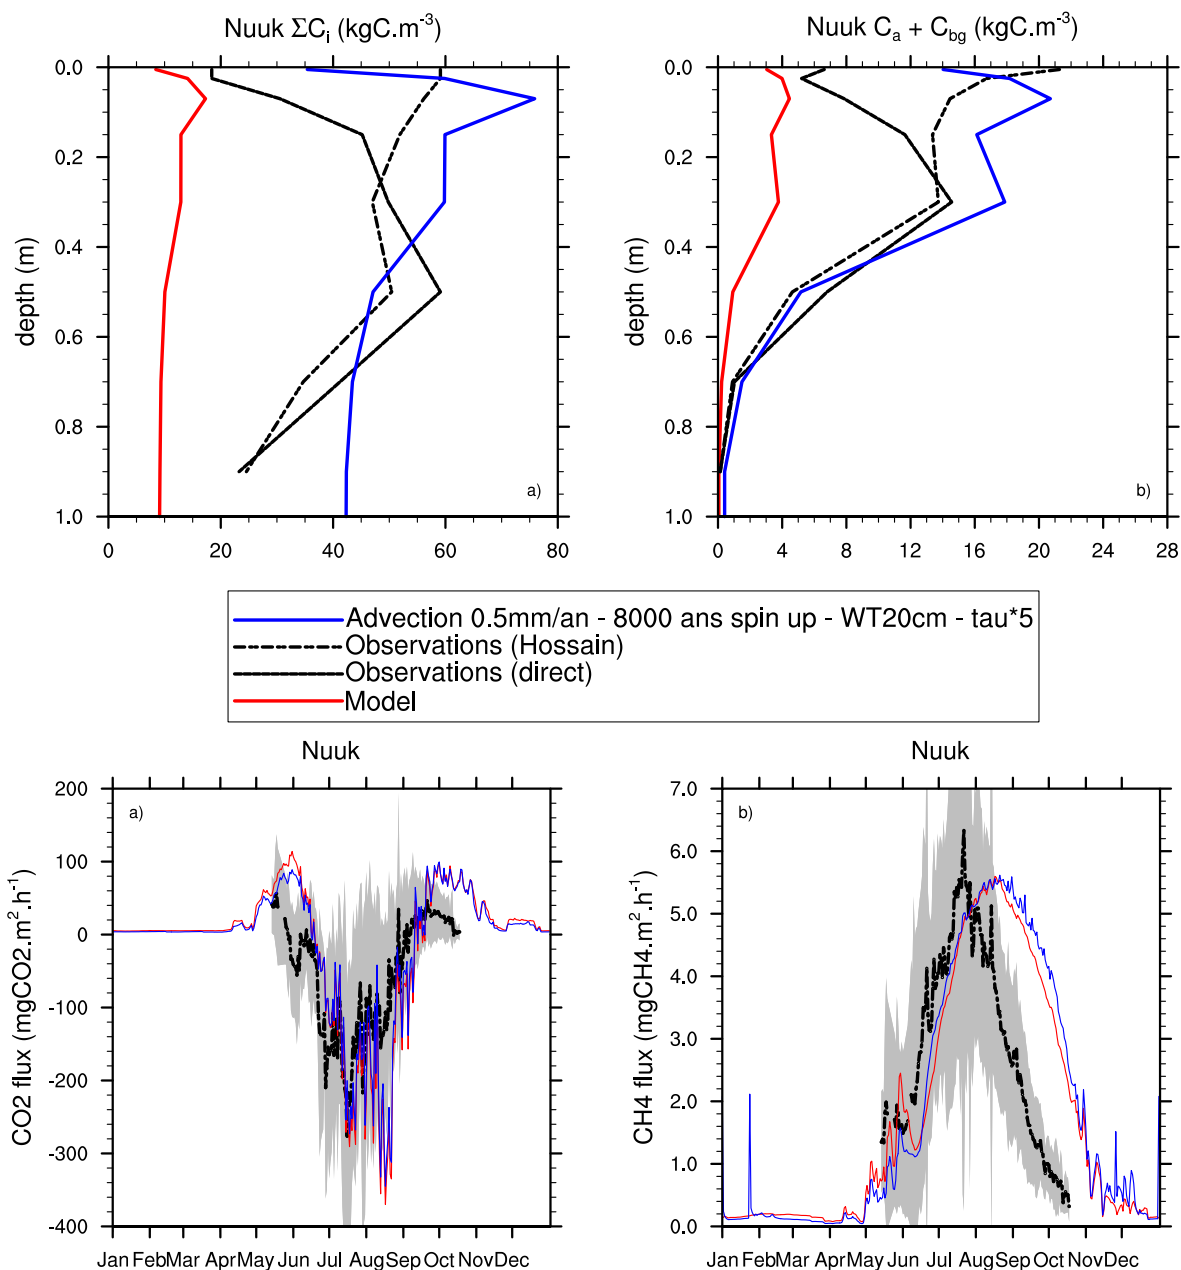 Nuuk ΣCi (kgC.m-3)
Nuuk Ca + Cbg (kgC.m-3)
0.0
0.2
0.4
0.6
0.8
1.0
depth (m)
a)
0 20 40 60 80
0.0
0.2
0.4
0.6
0.8
1.0
depth (m)
b)
0 4 8 12 16 20 24 28
Advection 0.5mm/an - 8000 ans spin up - WT20cm - tau*5
Observations (Hossain)
Observations (direct)
Model
Nuuk
200
100
0
-100
-200
-300
-400
CO2 flux (mgCO2.m2.h-1)
a)
Jan Feb Mar Apr May Jun Jul Aug Sep Oct Nov Dec
Nuuk
7.0
6.0
5.0
4.0
3.0
2.0
1.0
0.0
CH4 flux (mgCH4.m2.h-1)
b)
Jan Feb Mar Apr May Jun Jul Aug Sep Oct Nov Dec